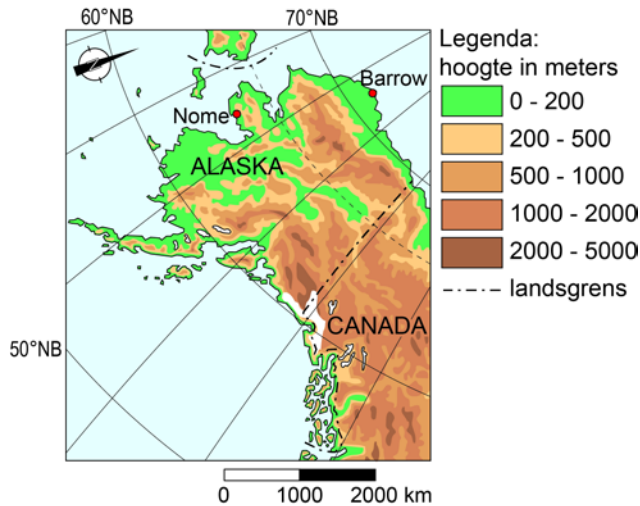 60°NB
70°NB
Legenda:
hoogte in meters
Barrow
0 - 200
Nome
200 - 500
ALASKA
500 - 1000
1000 - 2000
2000 - 5000
landsgrens
CANADA
50°NB
0 1000 2000 km